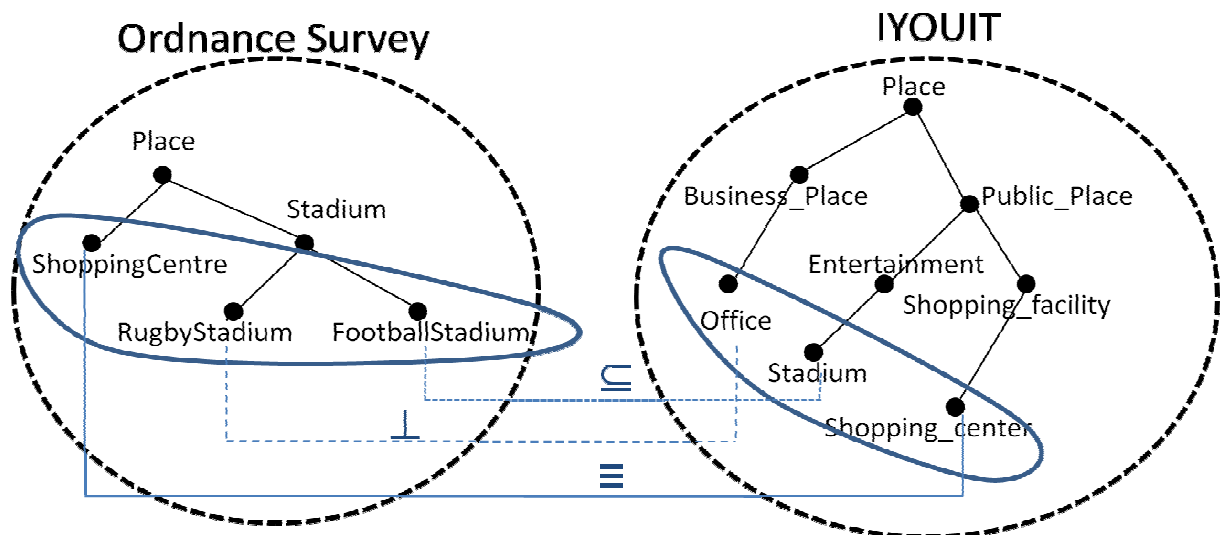 Ordnance Survey
Place
Stadium
ShoppingCentre
RugbyStadium
FootballStadium
IYOUIT
Place
Business_Place
Public_Place
Entertainment
Shopping_facility
Office
Stadium
Shopping_center
⊆
⊥
≡